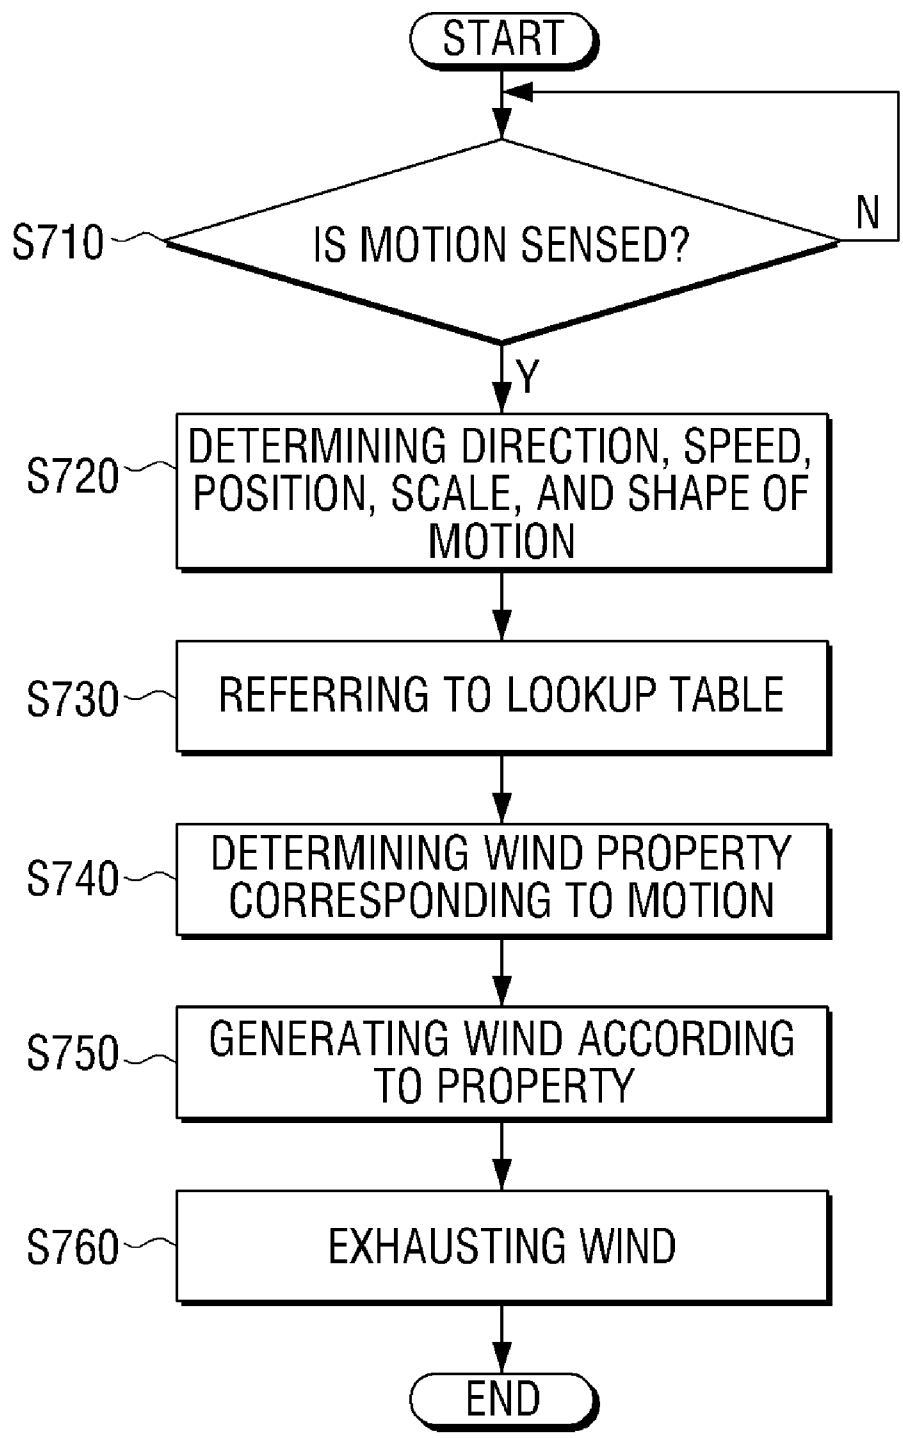 START
N
S710
IS MOTION SENSED?
Y
S720
DETERMINING DIRECTION, SPEED,
POSITION, SCALE, AND SHAPE OF
MOTION
S730
REFERRING TO LOOKUP TABLE
S740
DETERMINING WIND PROPERTY
CORRESPONDING TO MOTION
S750
GENERATING WIND ACCORDING
TO PROPERTY
S760
EXHAUSTING WIND
END